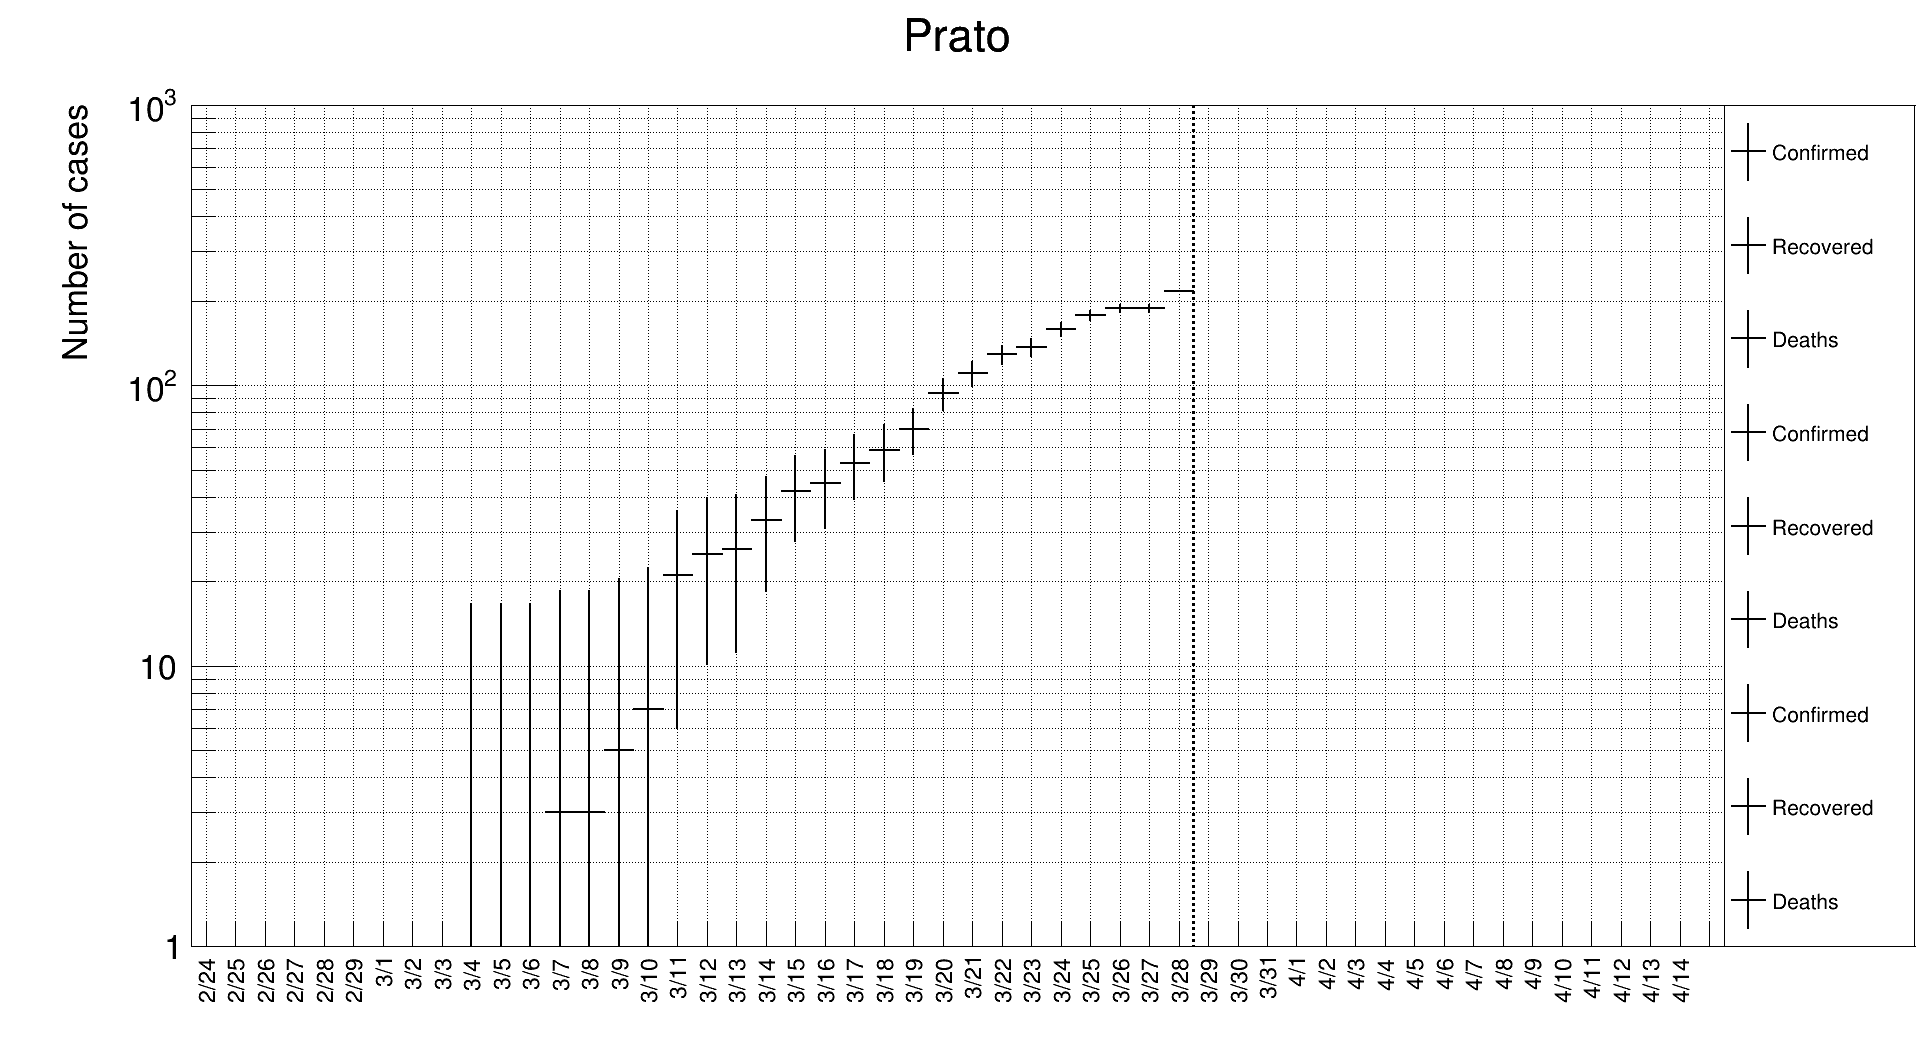 Prato
Number of cases
10³
10²
10
1
2/24 2/25 2/26 2/27 2/28 2/29 3/1 3/2 3/3 3/4 3/5 3/6 3/7 3/8 3/9 3/10 3/11 3/12 3/13 3/14 3/15 3/16 3/17 3/18 3/19 3/20 3/21 3/22 3/23 3/24 3/25 3/26 3/27 3/28 3/29 3/30 3/31 4/1 4/2 4/3 4/4 4/5 4/6 4/7 4/8 4/9 4/10 4/11 4/12 4/13 4/14
Confirmed
Recovered
Deaths
Confirmed
Recovered
Deaths
Confirmed
Recovered
Deaths